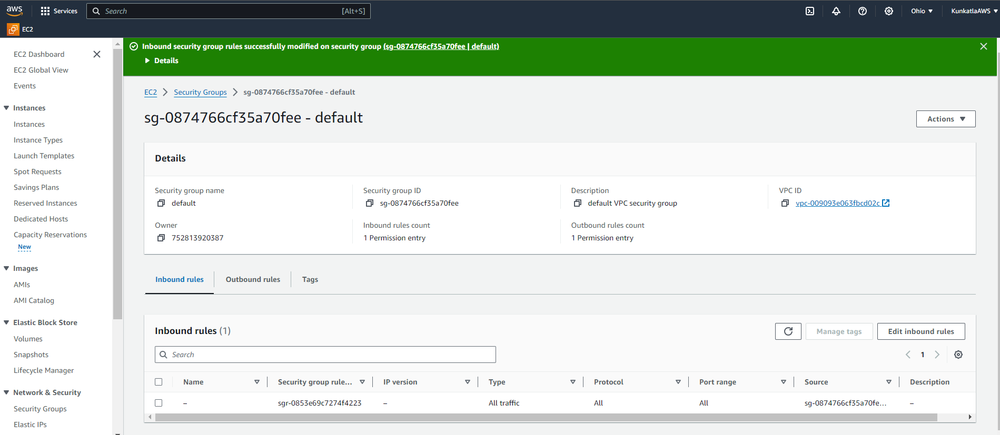 aws
Services
Search
[Alt+S]
Ohio
KunkatlaAWS
EC2
EC2 Dashboard
EC2 Global View
Events
Instances
Instances
Instance Types
Launch Templates
Spot Requests
Savings Plans
Reserved Instances
Dedicated Hosts
Capacity Reservations
New
Images
AMIs
AMI Catalog
Elastic Block Store
Volumes
Snapshots
Lifecycle Manager
Network & Security
Security Groups
Elastic IPs
Inbound security group rules successfully modified on security group (sg-0874766cf35a70fee | default)
Details
EC2 > Security Groups > sg-0874766cf35a70fee - default
sg-0874766cf35a70fee - default
Actions
Details
Security group name
default
Security group ID
sg-0874766cf35a70fee
Description
default VPC security group
VPC ID
vpc-009093e063fbcd02c
Owner
752813920387
Inbound rules count
1 Permission entry
Outbound rules count
1 Permission entry
Inbound rules
Outbound rules
Tags
Inbound rules (1)
Manage tags
Edit inbound rules
Search
1
Name Security group rule... IP version Type Protocol Port range Source Description
– sgr-0853e69c7274f4223 – All traffic All All sg-0874766cf35a70fe... –